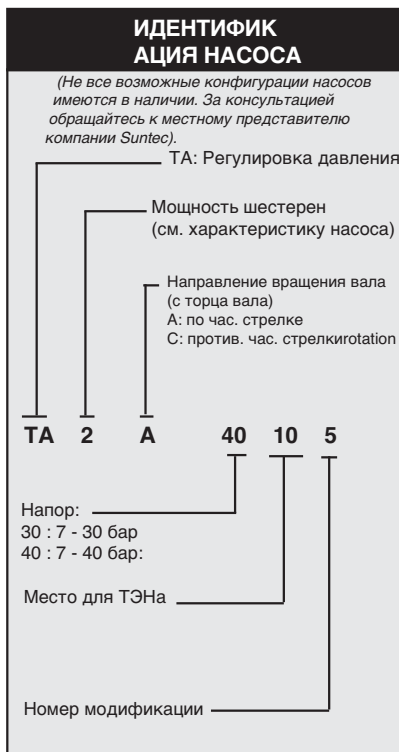 ИДЕНТИФИК
АЦИЯ НАСОСА
(Не все возможные конфигурации насосов
имеются в наличии. За консультацией
обращайтесь к местному представителю
компании Suntec).
TA: Регулировка давления
Мощность шестерен
(см. характеристику насоса)
Направление вращения вала
(с торца вала)
А: по час. стрелке
С: против. час. стрелкиrotation
TA 2 A 40 10 5
Напор:
30 : 7 - 30 бар
40 : 7 - 40 бар:
Место для ТЭНа
Номер модификации